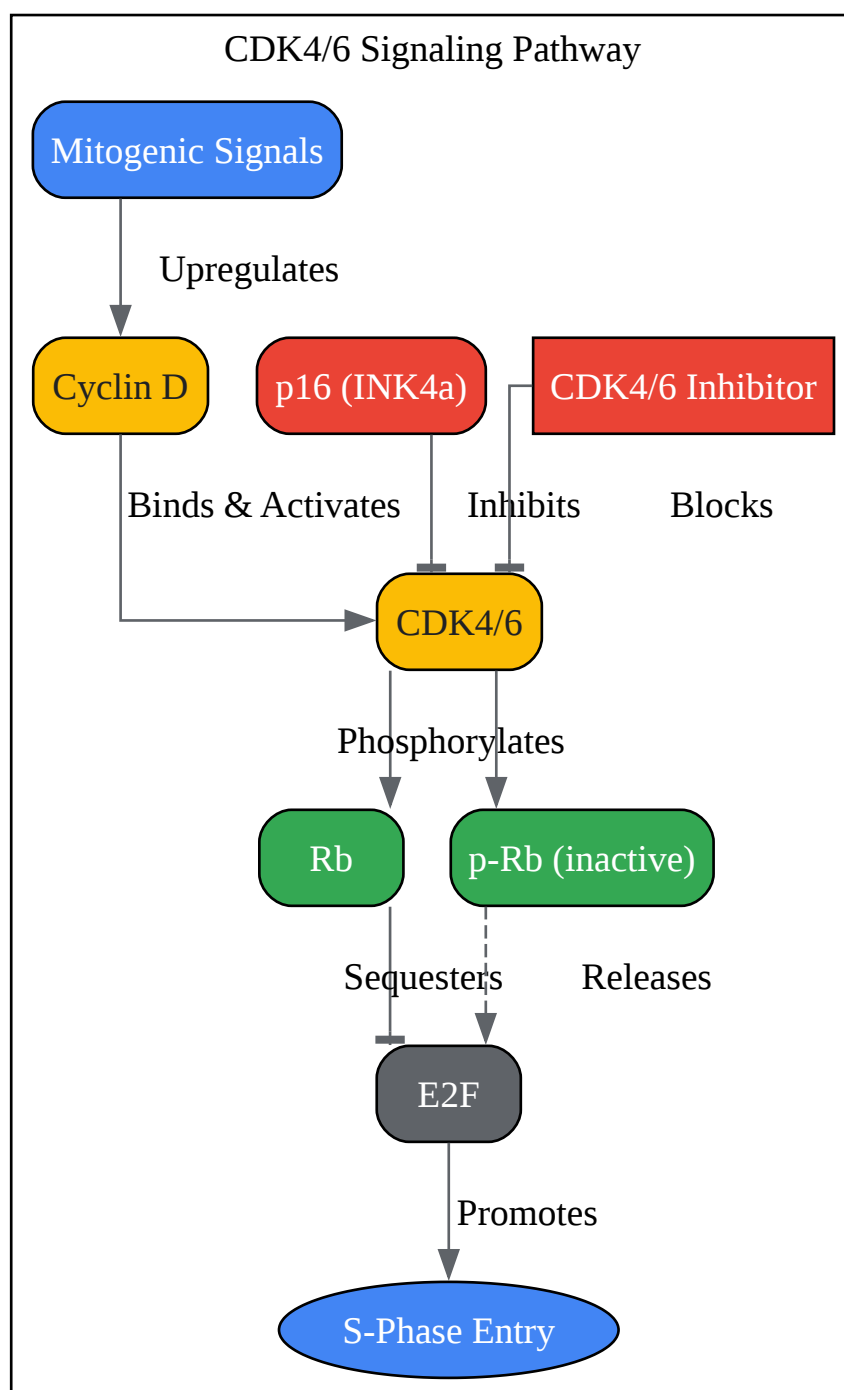 CDK4/6 Signaling Pathway
Mitogenic Signals
Upregulates
Cyclin D
p16 (INK4a)
CDK4/6 Inhibitor
Binds & Activates
Inhibits
Blocks
CDK4/6
Phosphorylates
Rb
p-Rb (inactive)
Sequesters
Releases
E2F
Promotes
S-Phase Entry